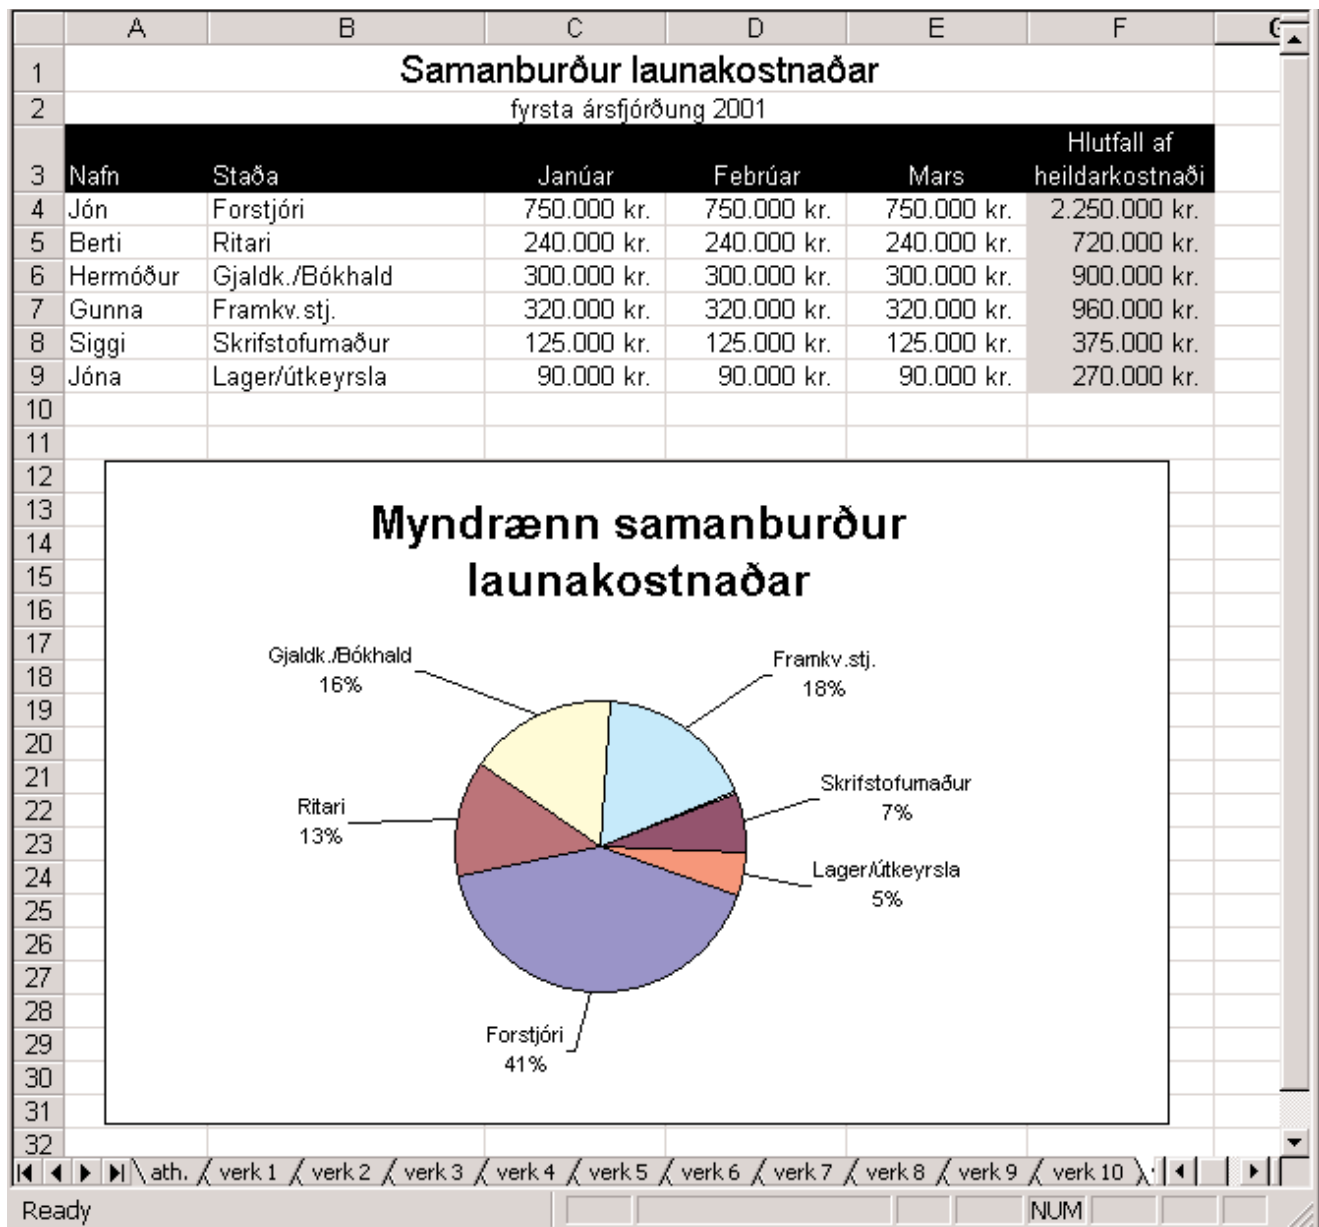 A B C D E F
1 Samanburður launakostnaðar
2 fyrsta ársfjórðung 2001
Hlutfall af
3 Nafn Staða Janúar Febrúar Mars heildarkostnaði
4 Jón Forstjóri 750.000 kr. 750.000 kr. 750.000 kr. 2.250.000 kr.
5 Berti Ritari 240.000 kr. 240.000 kr. 240.000 kr. 720.000 kr.
6 Hermóður Gjaldk./Bókhald 300.000 kr. 300.000 kr. 300.000 kr. 900.000 kr.
7 Gunna Framkv.stj. 320.000 kr. 320.000 kr. 320.000 kr. 960.000 kr.
8 Siggi Skrifstofumaður 125.000 kr. 125.000 kr. 125.000 kr. 375.000 kr.
9 Jóna Lager/útkeyrsla 90.000 kr. 90.000 kr. 90.000 kr. 270.000 kr.
10
11
12
13
14
15
16
17
18
19
20
21
22
23
24
25
26
27
28
29
30
31
32
Myndrænn samanburður
launakostnaðar
Gjaldk./Bókhald
16%
Framkv.stj.
18%
Ritari
13%
Skrifstofumaður
7%
Lager/útkeyrsla
5%
Forstjóri
41%
ath. verk 1 verk 2 verk 3 verk 4 verk 5 verk 6 verk 7 verk 8 verk 9 verk 10
Ready NUM